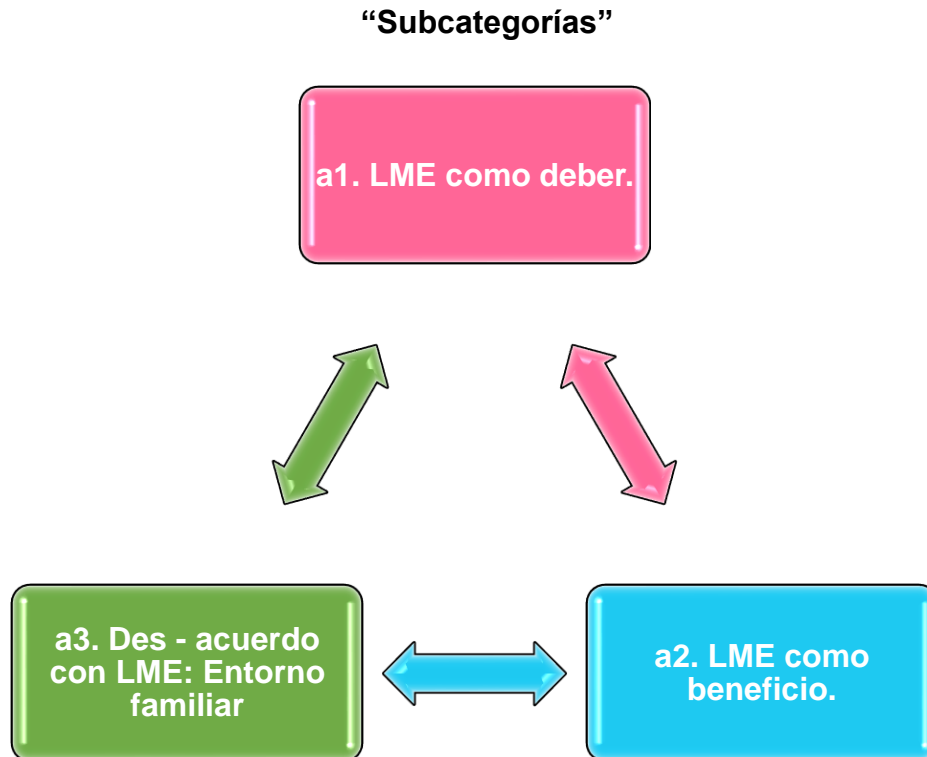 “Subcategorías”
a1. LME como deber.
a3. Des - acuerdo
con LME: Entorno
familiar
a2. LME como
beneficio.